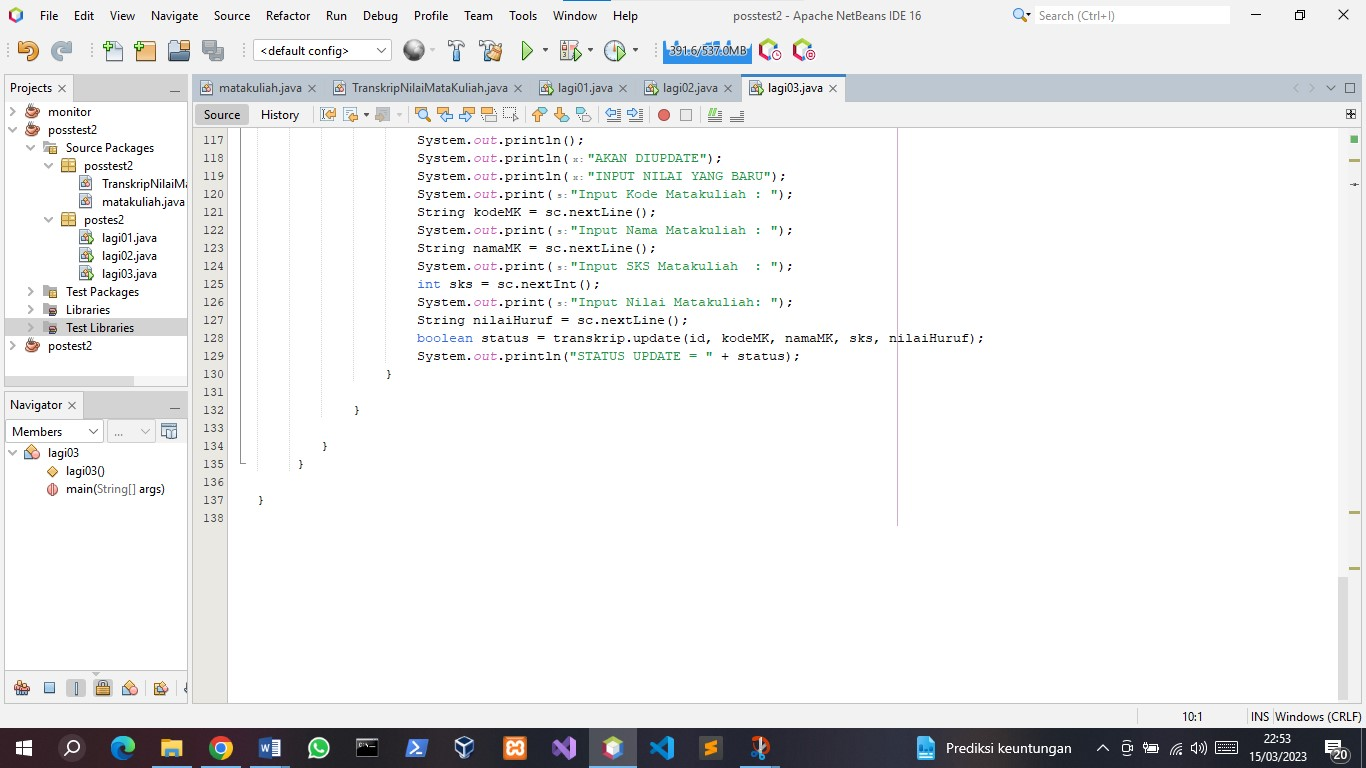 File Edit View Navigate Source Refactor Run Debug Profile Team Tools Window Help posstest2 - Apache NetBeans IDE 16 Search (Ctrl+I)
<default config> 391.6/537.0MB
Projects matakuliah.java TranskripNilaiMataKuliah.java lagi01.java lagi02.java lagi03.java
Source History
monitor
posstest2
Source Packages
posstest2
TranskripNilaiMa
matakuliah.java
postes2
lagi01.java
lagi02.java
lagi03.java
Test Packages
Libraries
Test Libraries
postest2
Navigator
Members ...
lagi03
lagi03()
main(String[] args)
117 System.out.println();
118 System.out.println(x: "AKAN DIUPDATE");
119 System.out.println(x: "INPUT NILAI YANG BARU");
120 System.out.print(s: "Input Kode Matakuliah : ");
121 String kodeMK = sc.nextLine();
122 System.out.print(s: "Input Nama Matakuliah : ");
123 String namaMK = sc.nextLine();
124 System.out.print(s: "Input SKS Matakuliah  : ");
125 int sks = sc.nextInt();
126 System.out.print(s: "Input Nilai Matakuliah: ");
127 String nilaiHuruf = sc.nextLine();
128 boolean status = transkrip.update(id, kodeMK, namaMK, sks, nilaiHuruf);
129 System.out.println("STATUS UPDATE = " + status);
130 }
131
132 }
133
134 }
135 }
136
137 }
138
10:1 INS Windows (CRLF)
Prediksi keuntungan 22:53
15/03/2023 20